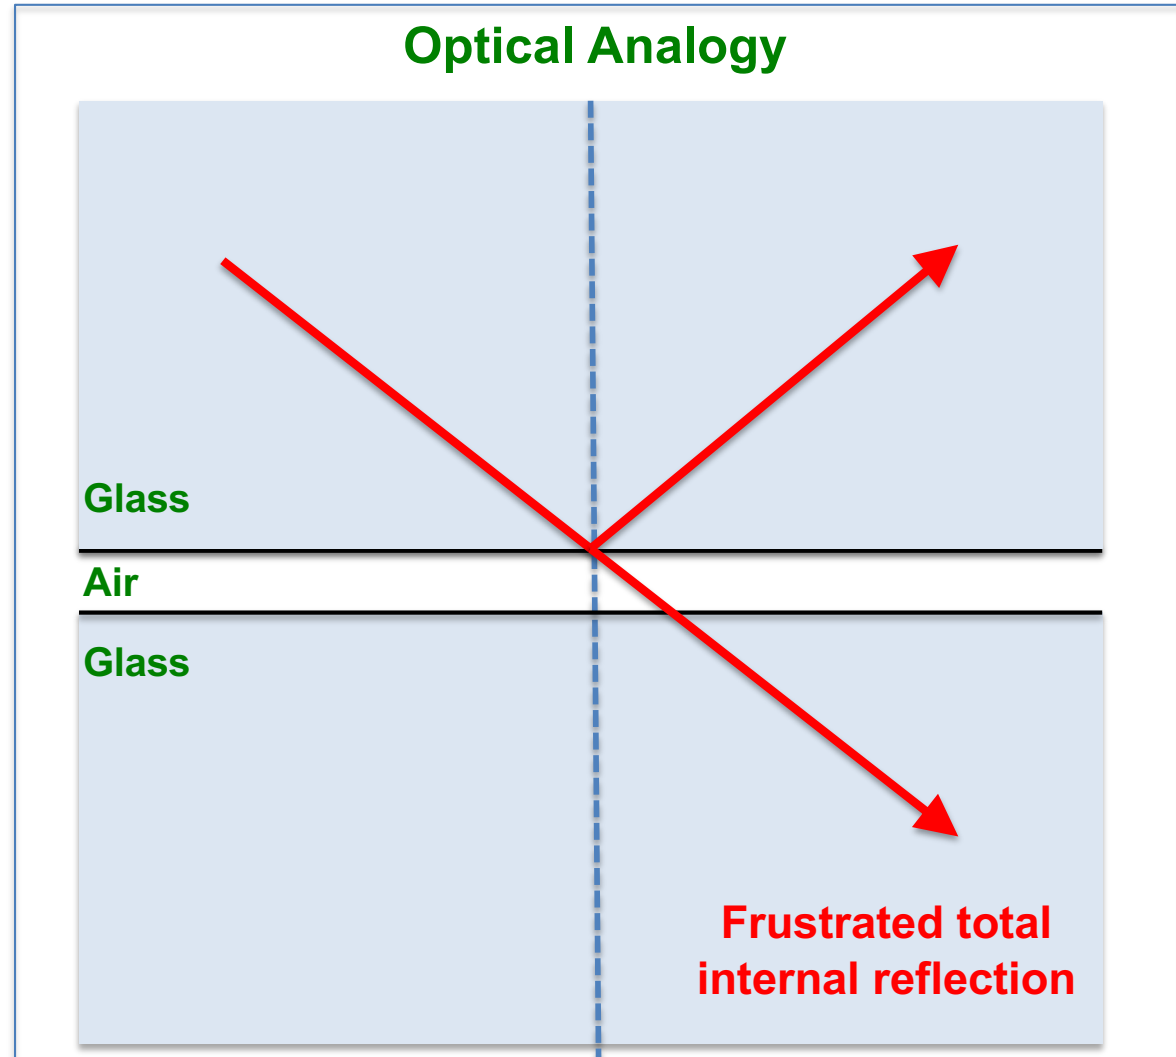 Optical Analogy
Glass
Air
Glass
Frustrated total
internal reflection